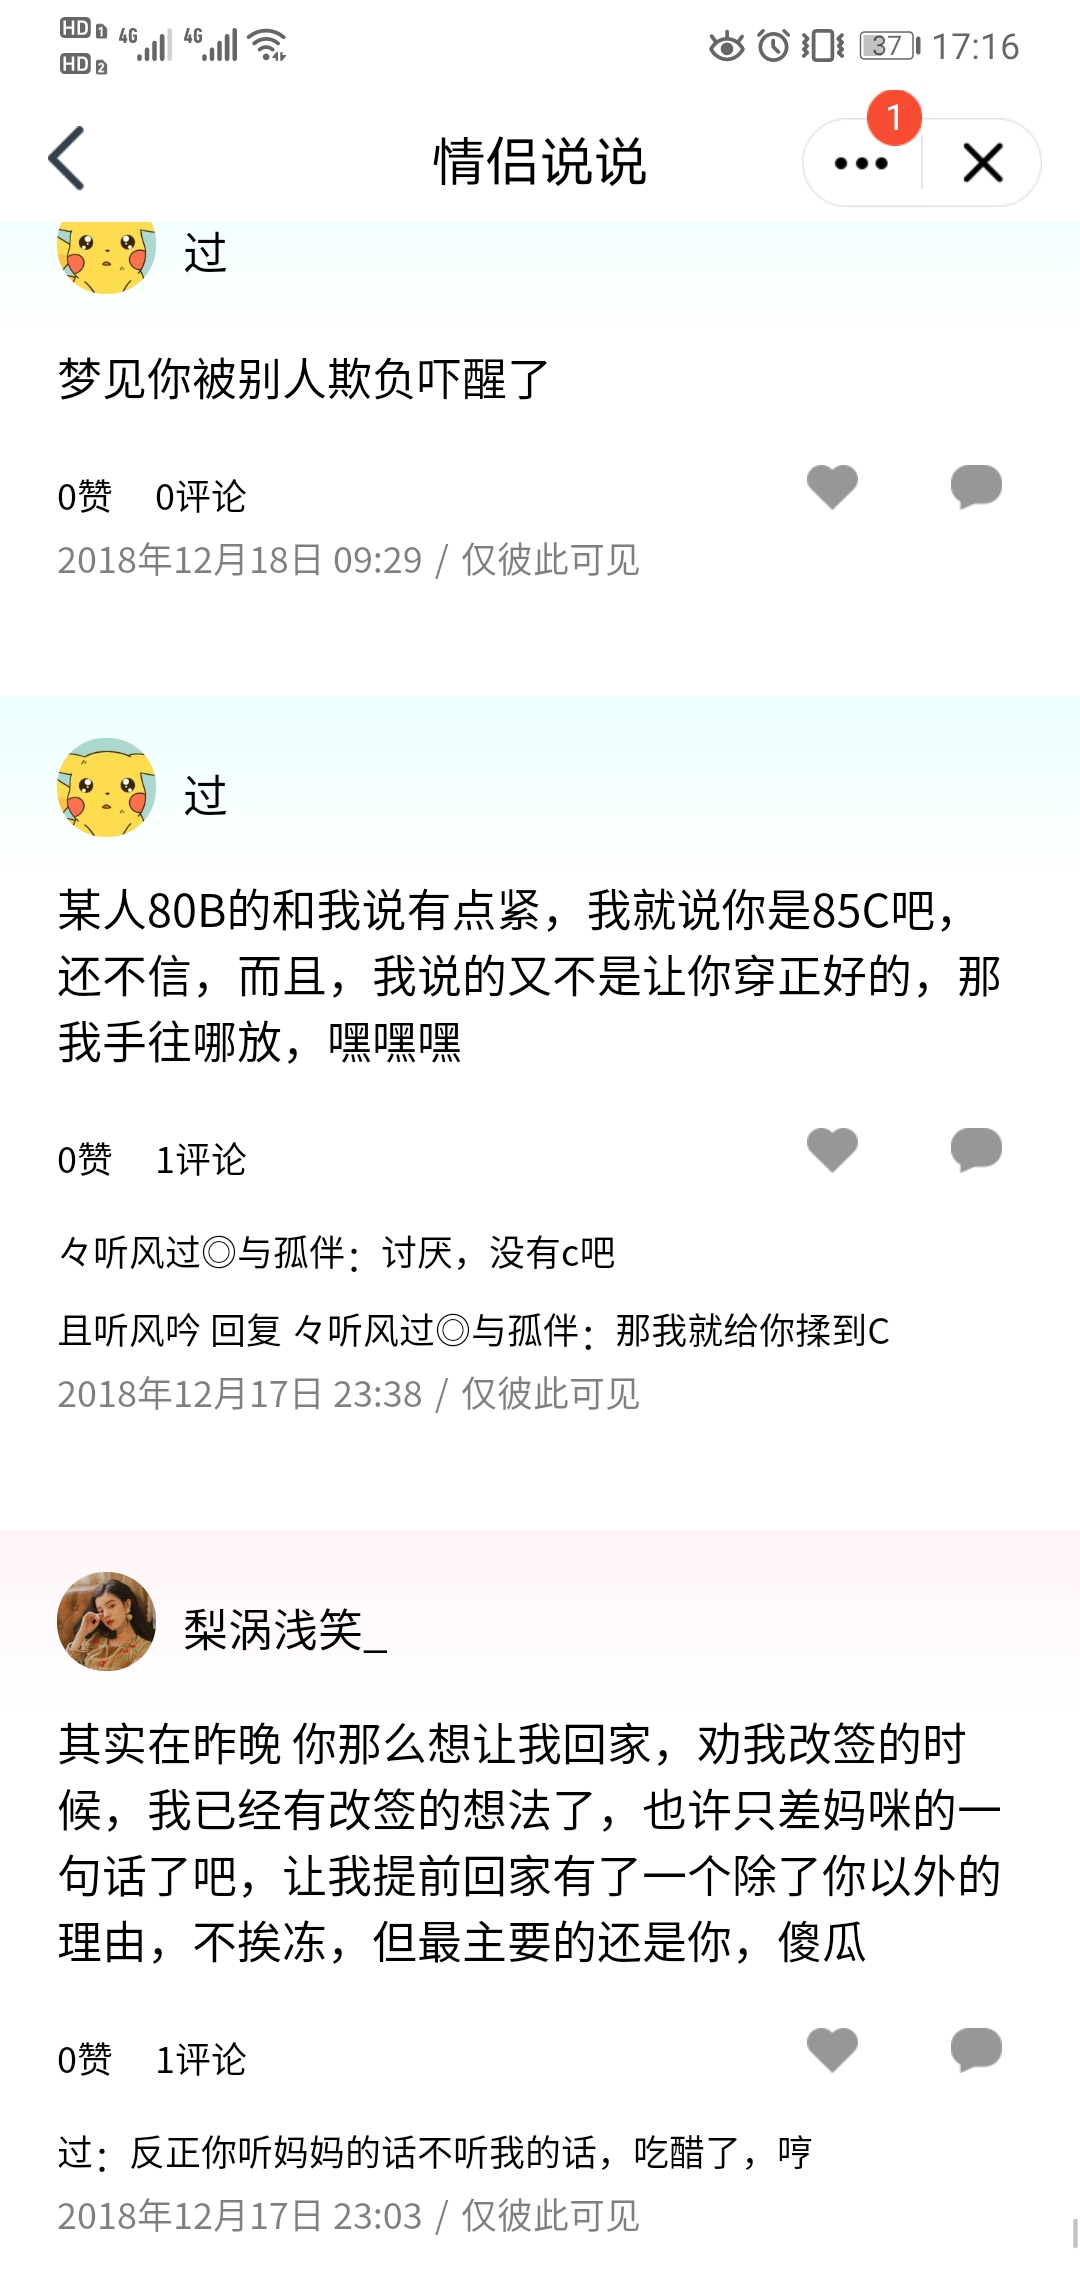 HD 1 4G 4G
HD 2
37 17:16
1
情侣说说
过
梦见你被别人欺负吓醒了
0赞 0评论
2018年12月18日 09:29 / 仅彼此可见
过
某人80B的和我说有点紧，我就说你是85C吧，
还不信，而且，我说的又不是让你穿正好的，那
我手往哪放，嘿嘿嘿
0赞 1评论
々听风过◎与孤伴：讨厌，没有c吧
且听风吟 回复 々听风过◎与孤伴：那我就给你揉到C
2018年12月17日 23:38 / 仅彼此可见
梨涡浅笑_
其实在昨晚 你那么想让我回家，劝我改签的时
候，我已经有改签的想法了，也许只差妈咪的一
句话了吧，让我提前回家有了一个除了你以外的
理由，不挨冻，但最主要的还是你，傻瓜
0赞 1评论
过：反正你听妈妈的话不听我的话，吃醋了，哼
2018年12月17日 23:03 / 仅彼此可见